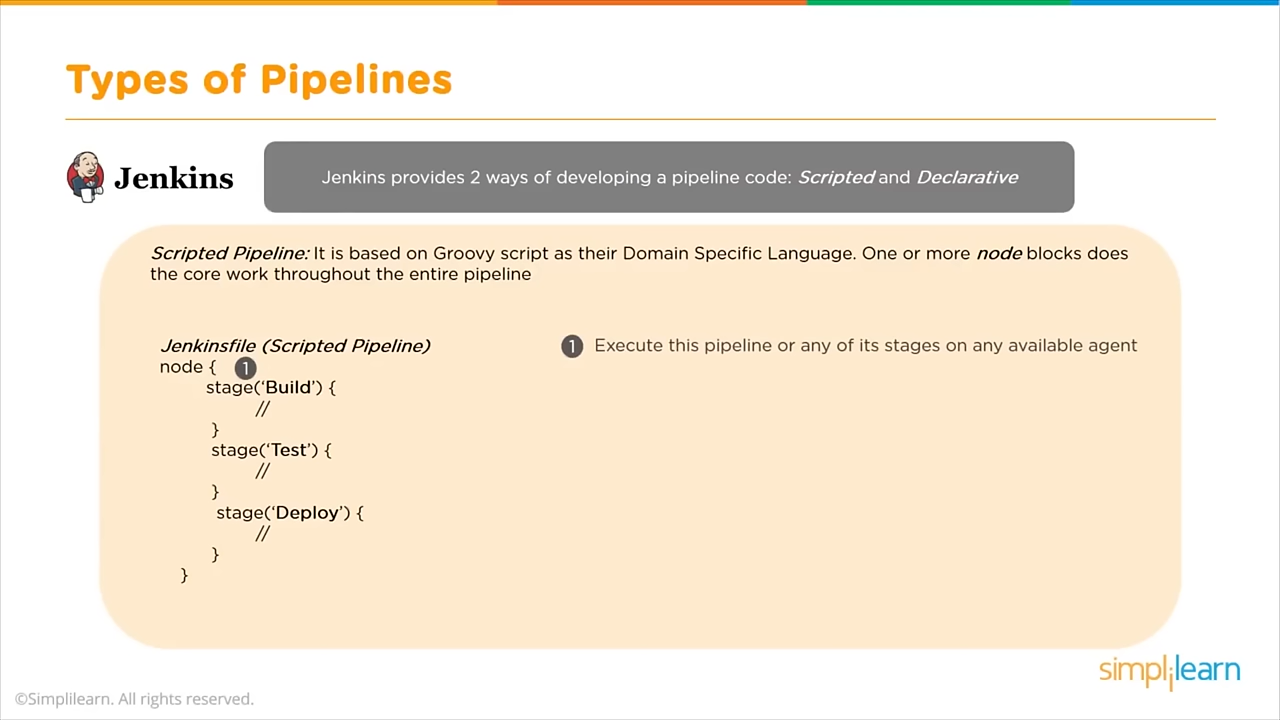 Types of Pipelines
Jenkins
Jenkins provides 2 ways of developing a pipeline code: Scripted and Declarative
Scripted Pipeline: It is based on Groovy script as their Domain Specific Language. One or more node blocks does
the core work throughout the entire pipeline
Jenkinsfile (Scripted Pipeline)
node { 1
stage(‘Build’) {
//
}
stage(‘Test’) {
//
}
stage(‘Deploy’) {
//
}
}
1 Execute this pipeline or any of its stages on any available agent
simplilearn
©Simplilearn. All rights reserved.